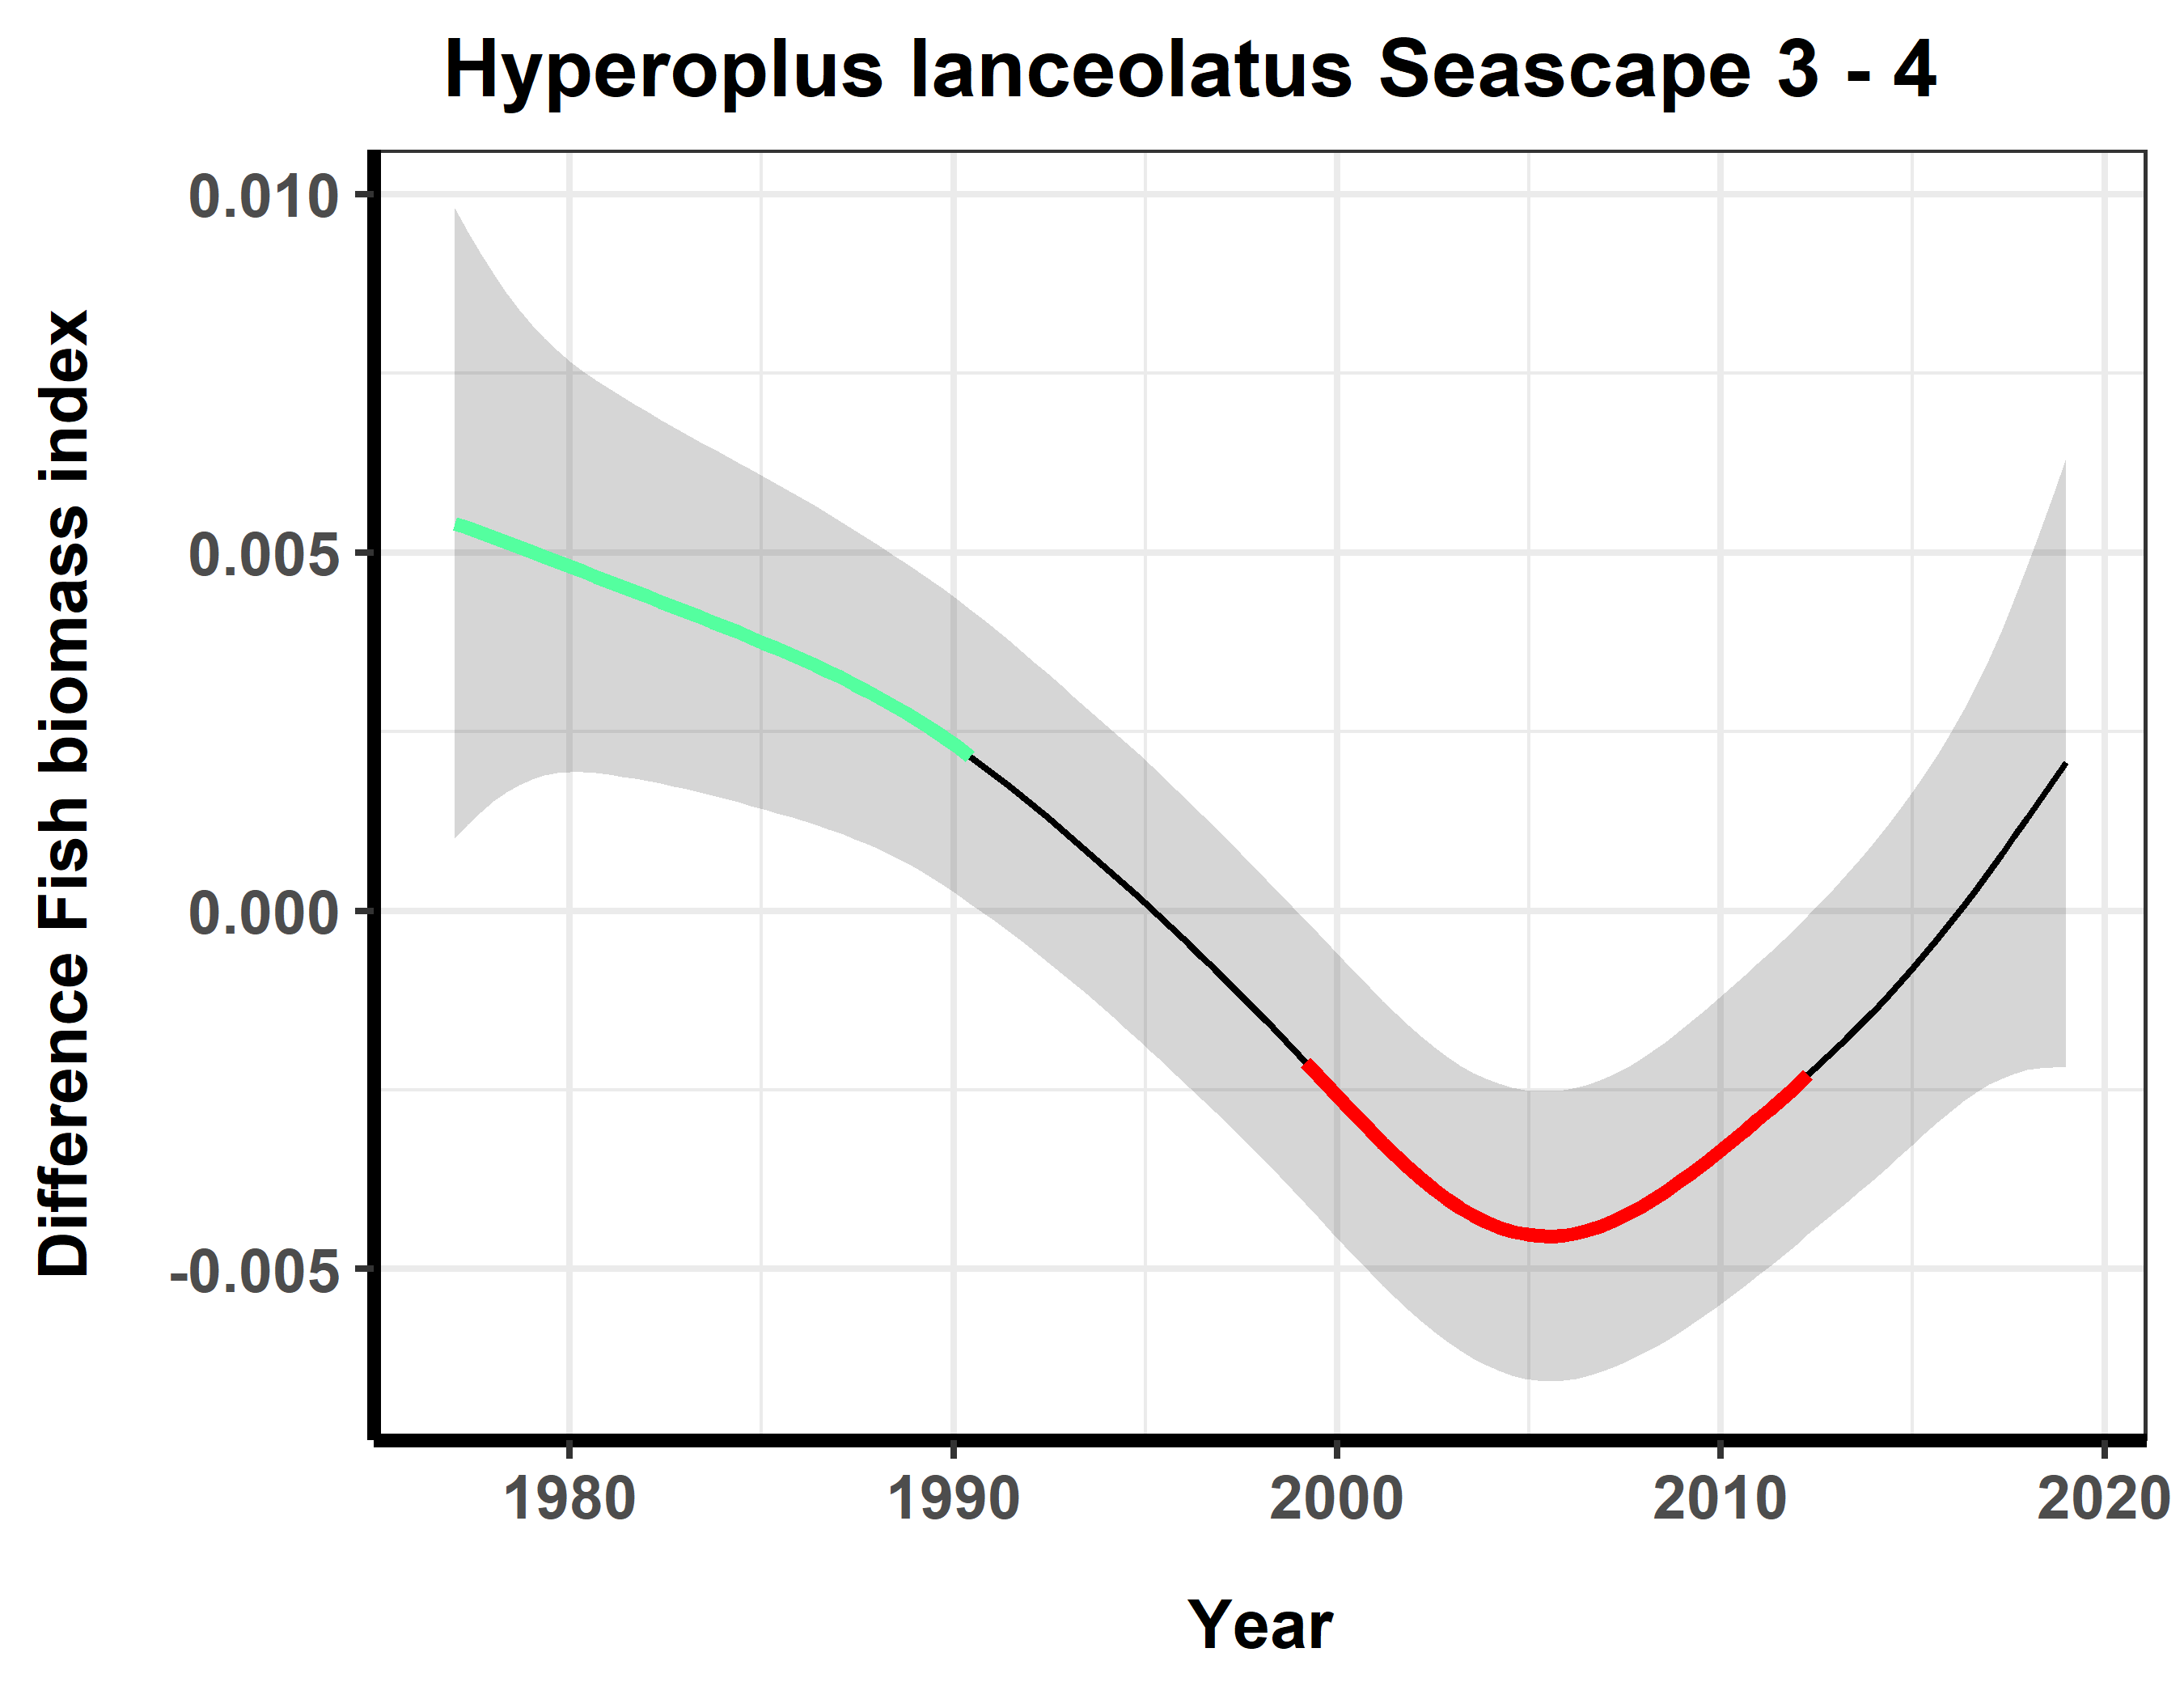 Hyperoplus lanceolatus Seascape 3 - 4
Difference Fish biomass index
0.010
0.005
0.000
-0.005
1980 1990 2000 2010 2020
Year